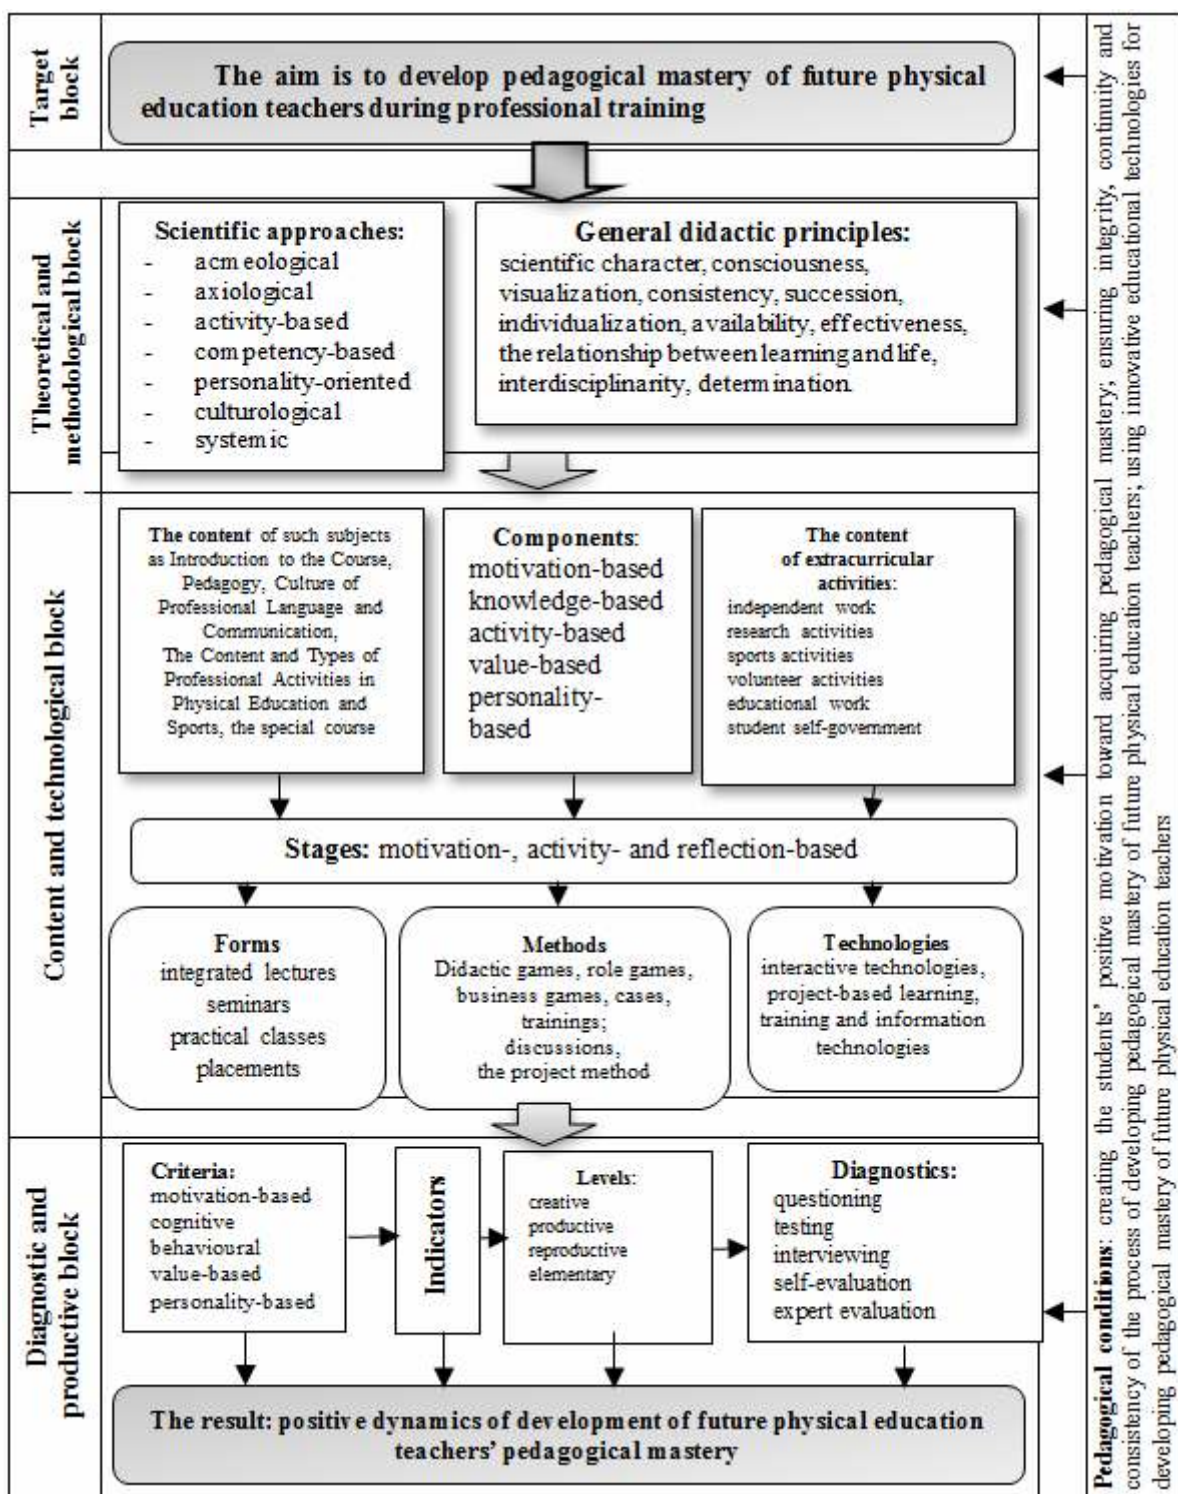 Target
block
The aim is to develop pedagogical mastery of future physical
education teachers during professional training
Theoretical and
methodological block
Scientific approaches:
- acmeological
- axiological
- activity-based
- competency-based
- personality-oriented
- culturological
- systemic
General didactic principles:
scientific character, consciousness,
visualization, consistency, succession,
individualization, availability, effectiveness,
the relationship between learning and life,
interdisciplinarity, determination.
Content and technological block
The content of such subjects
as Introduction to the Course,
Pedagogy, Culture of
Professional Language and
Communication,
The Content and Types of
Professional Activities in
Physical Education and
Sports, the special course
Components:
motivation-based
knowledge-based
activity-based
value-based
personality-
based
The content
of extracurricular
activities:
independent work
research activities
sports activities
volunteer activities
educational work
student self-government
Stages: motivation-, activity- and reflection-based
Forms
integrated lectures
seminars
practical classes
placements
Methods
Didactic games, role games,
business games, cases,
trainings;
discussions,
the project method
Technologies
interactive technologies,
project-based learning,
training and information
technologies
Diagnostic and
productive block
Criteria:
motivation-based
cognitive
behavioural
value-based
personality-based
Indicators
Levels:
creative
productive
reproductive
elementary
Diagnostics:
questioning
testing
interviewing
self-evaluation
expert evaluation
The result: positive dynamics of development of future physical education
teachers' pedagogical mastery
Pedagogical conditions: creating the students' positive motivation toward acquiring pedagogical mastery; ensuring integrity, continuity and
consistency of the process of developing pedagogical mastery of future physical education teachers; using innovative educational technologies for
developing pedagogical mastery of future physical education teachers